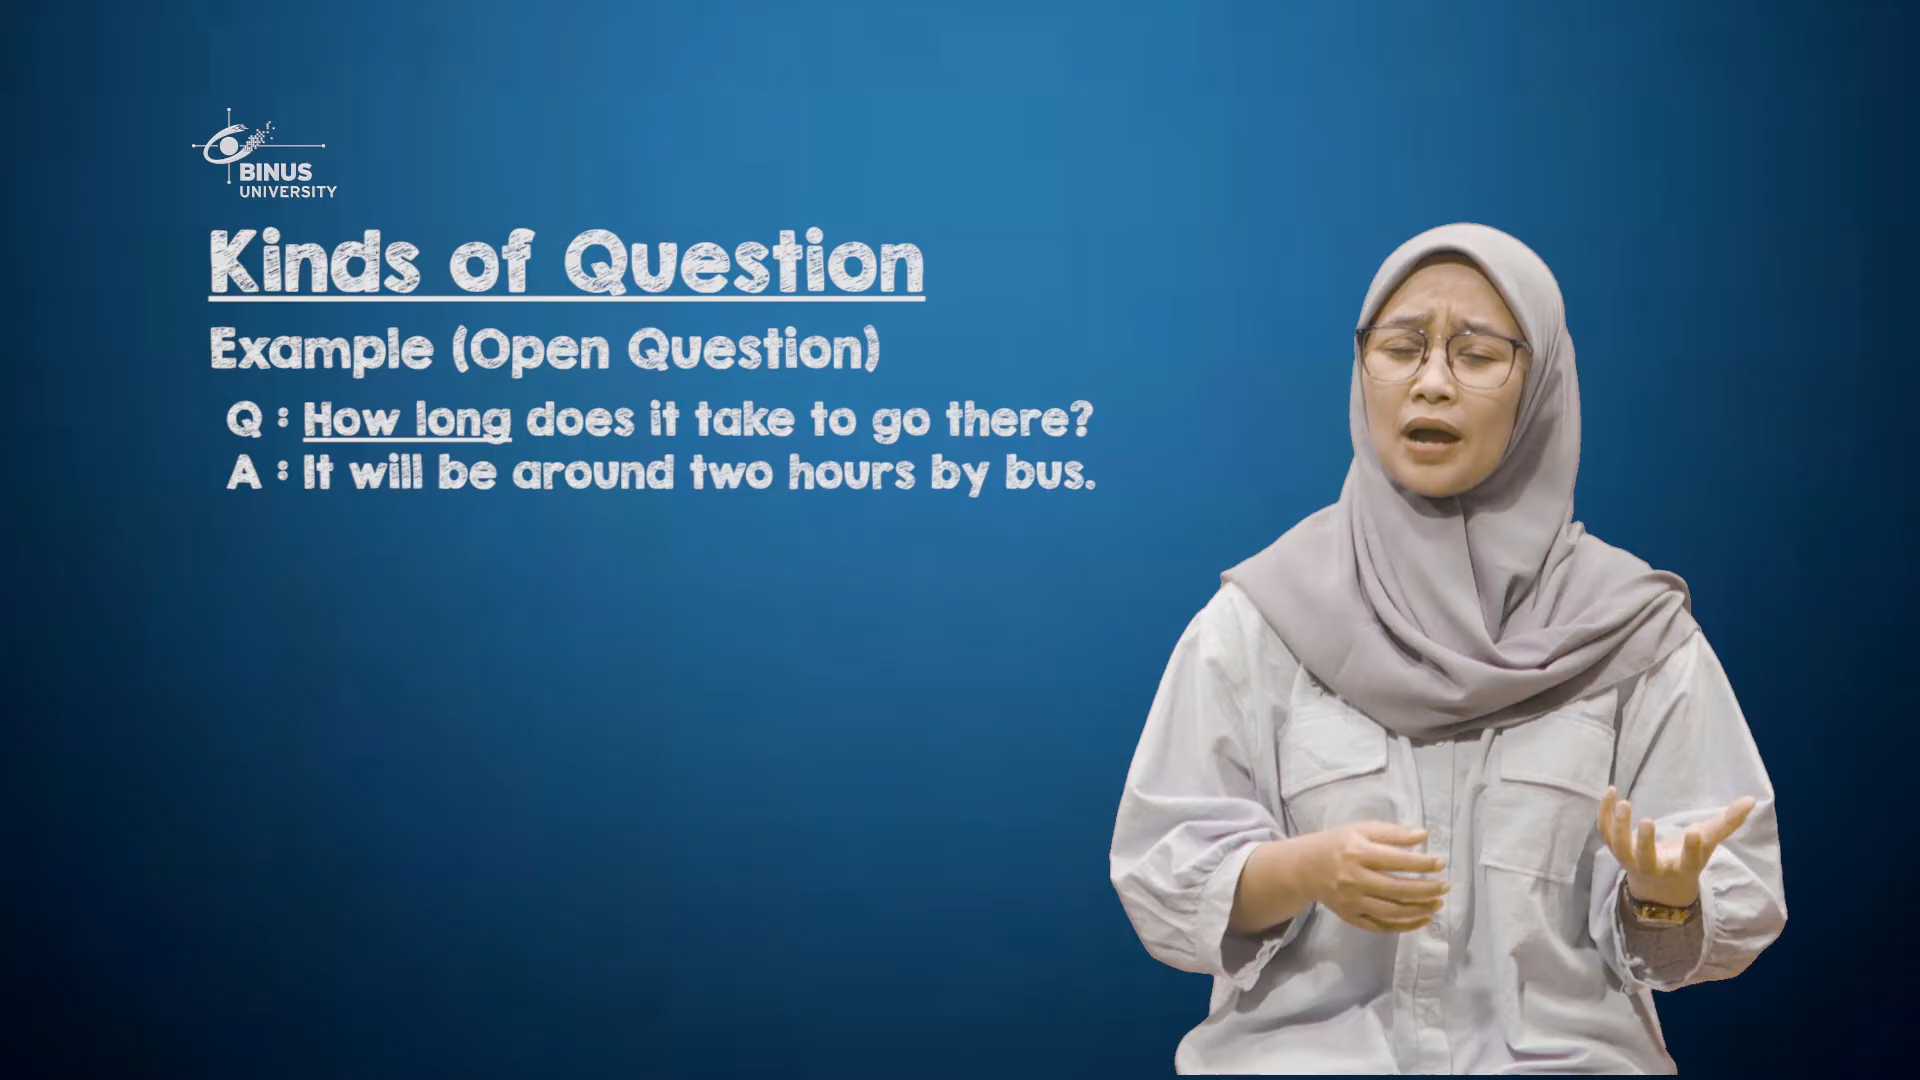 BINUS
UNIVERSITY
Kinds of Question
Example (Open Question)
Q : How long does it take to go there?
A : It will be around two hours by bus.